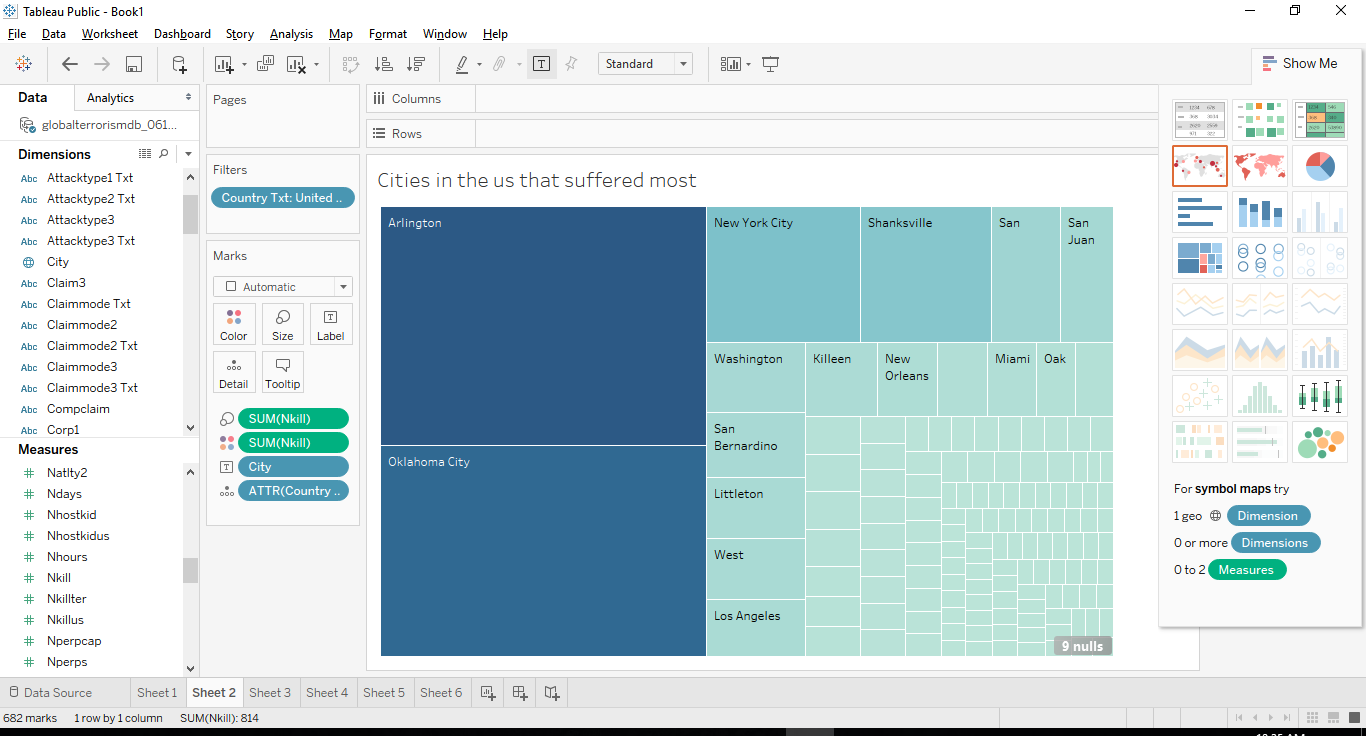 Tableau Public - Book1
File Data Worksheet Dashboard Story Analysis Map Format Window Help
Standard
Show Me
Data Analytics
globalterrorismdb_061...
Dimensions
Abc Attacktype1 Txt
Abc Attacktype2 Txt
Abc Attacktype3
Abc Attacktype3 Txt
City
Abc Claim3
Abc Claimmode Txt
Abc Claimmode2
Abc Claimmode2 Txt
Abc Claimmode3
Abc Claimmode3 Txt
Abc Compclaim
Abc Corp1
Measures
# Natlty2
# Ndays
# Nhostkid
# Nhostkidus
# Nhours
# Nkill
# Nkillter
# Nkillus
# Nperpcap
# Nperps
Pages
Filters
Country Txt: United ..
Marks
Automatic
Color Size Label
Detail Tooltip
SUM(Nkill)
SUM(Nkill)
City
ATTR(Country ..
Columns
Rows
Cities in the us that suffered most
Arlington
Oklahoma City
New York City
Shanksville
San
San
Juan
Washington
Killeen
New
Orleans
Miami
Oak
San
Bernardino
Littleton
West
Los Angeles
9 nulls
For symbol maps try
1 geo Dimension
0 or more Dimensions
0 to 2 Measures
Data Source Sheet 1 Sheet 2 Sheet 3 Sheet 4 Sheet 5 Sheet 6
682 marks 1 row by 1 column SUM(Nkill): 814